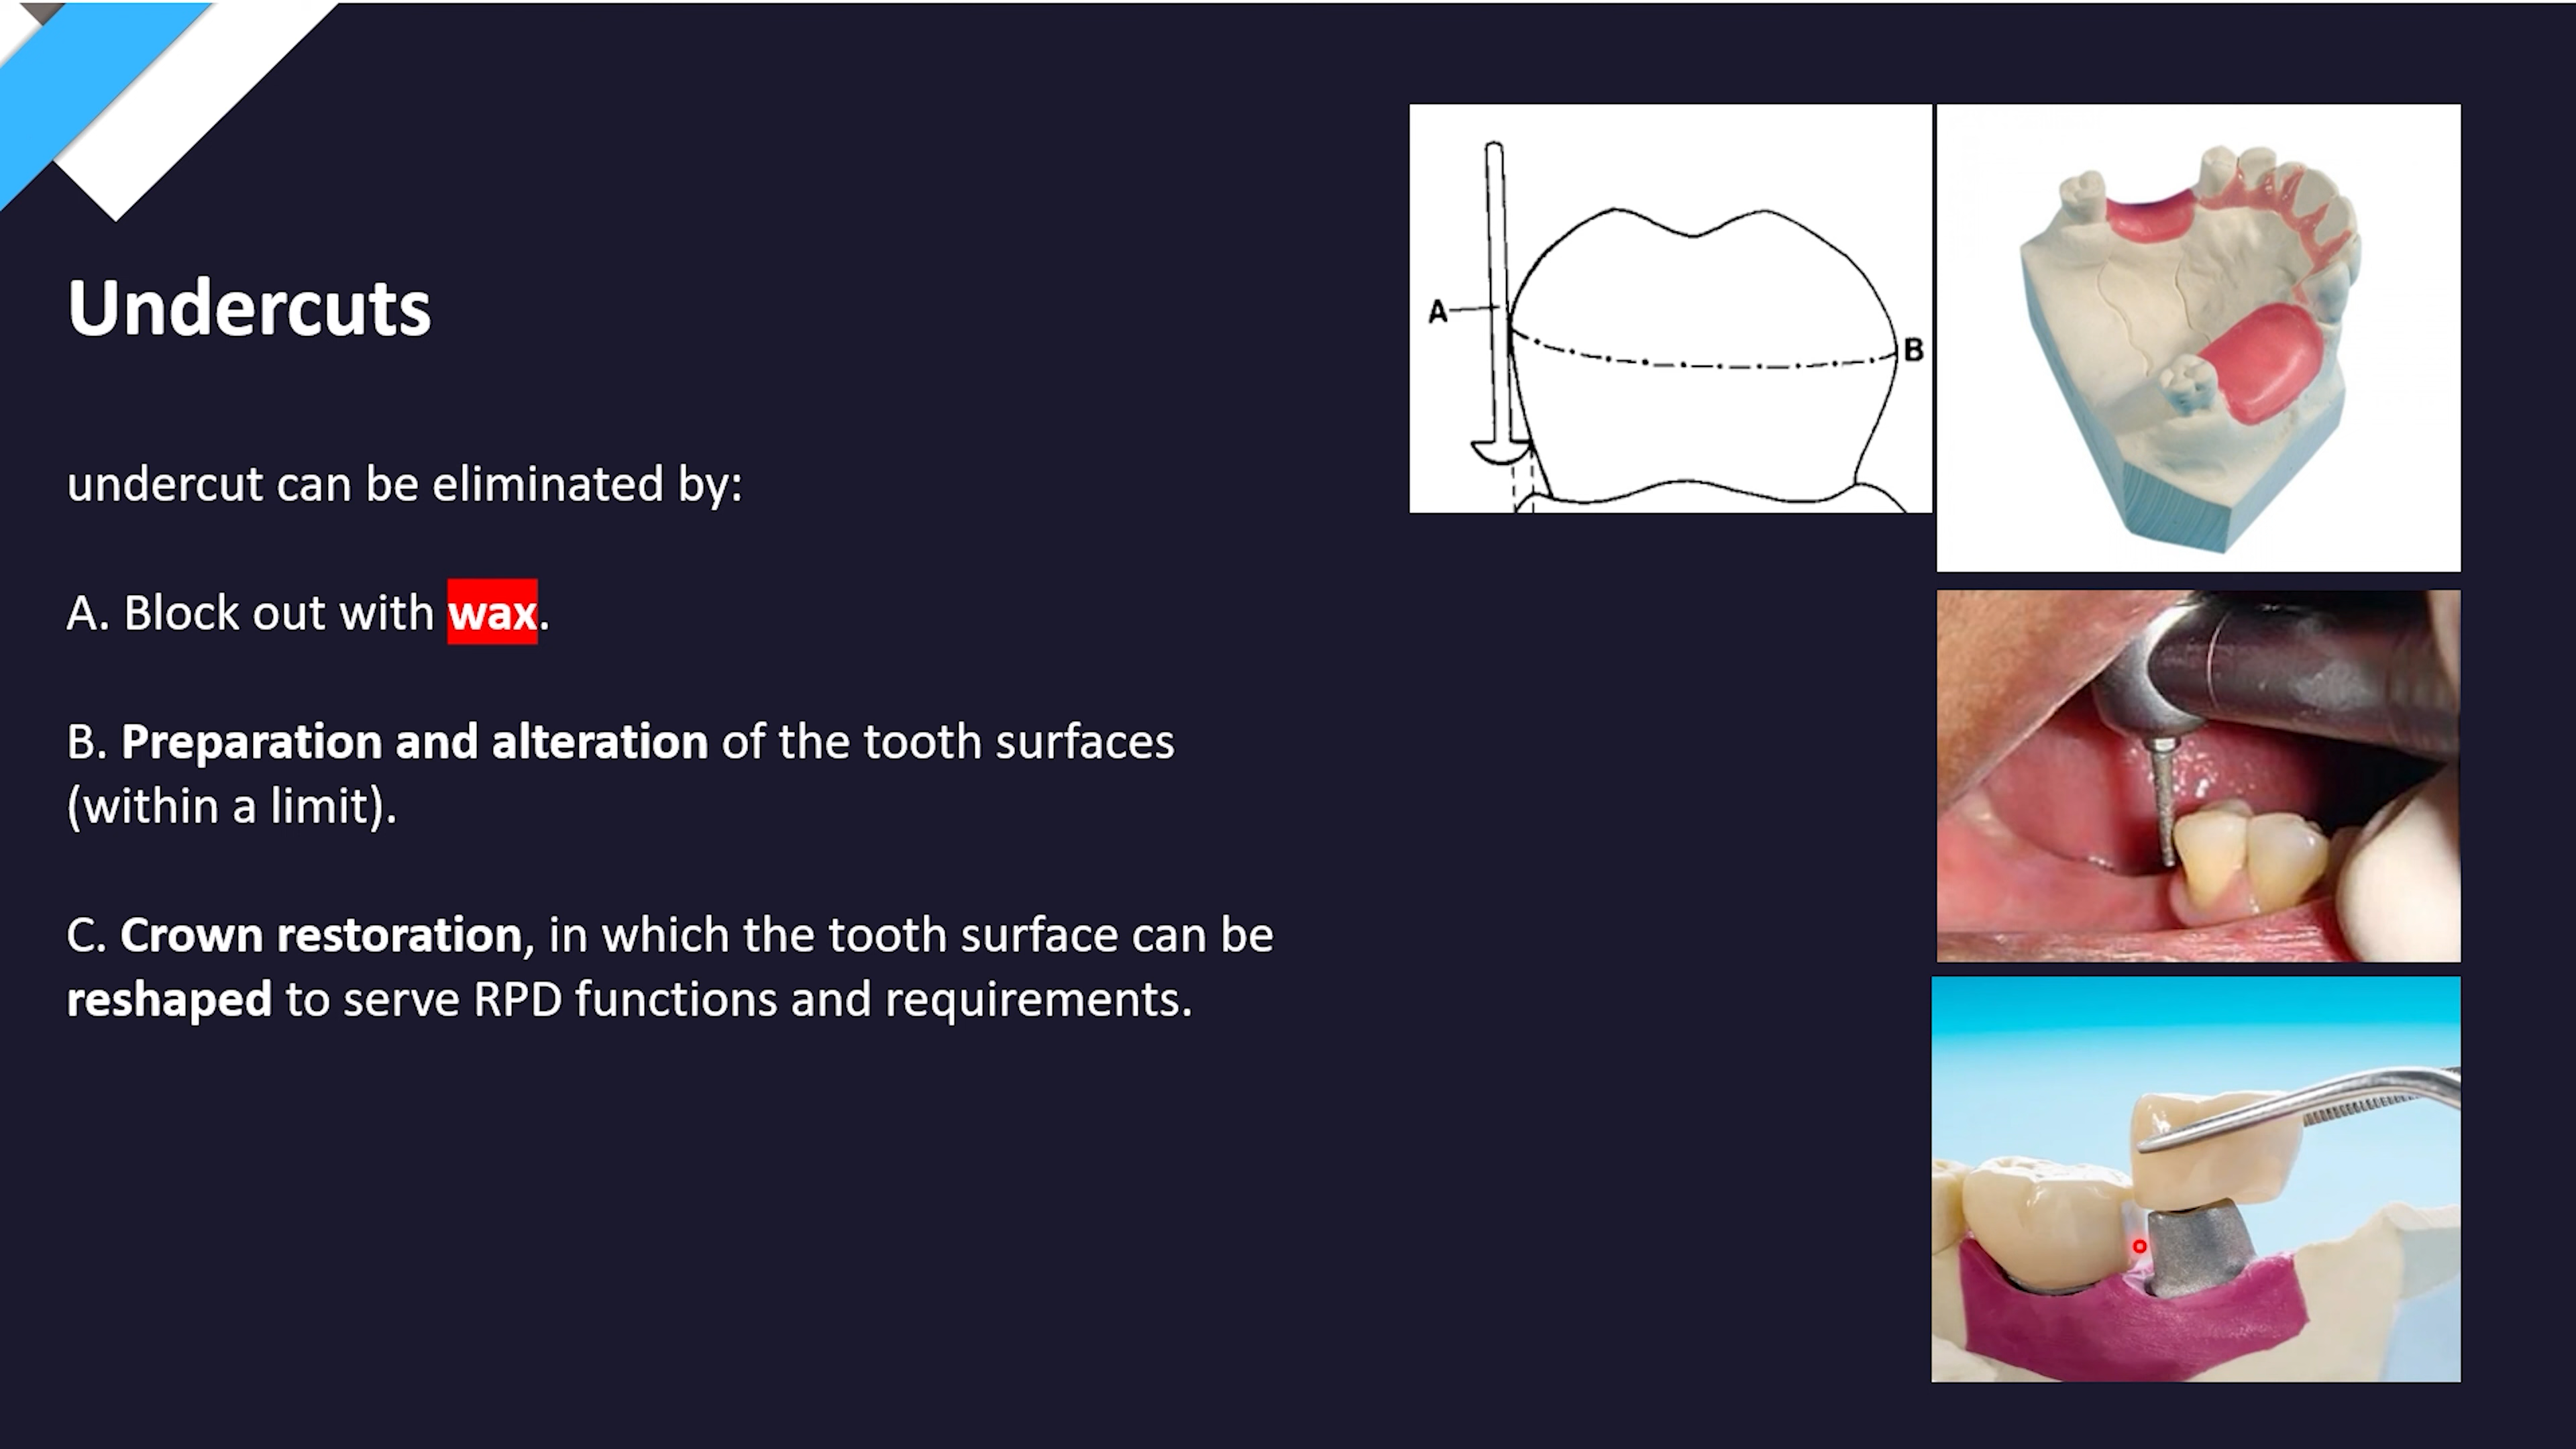 Undercuts
undercut can be eliminated by:
A. Block out with wax.
B. Preparation and alteration of the tooth surfaces
(within a limit).
C. Crown restoration, in which the tooth surface can be
reshaped to serve RPD functions and requirements.
A
B